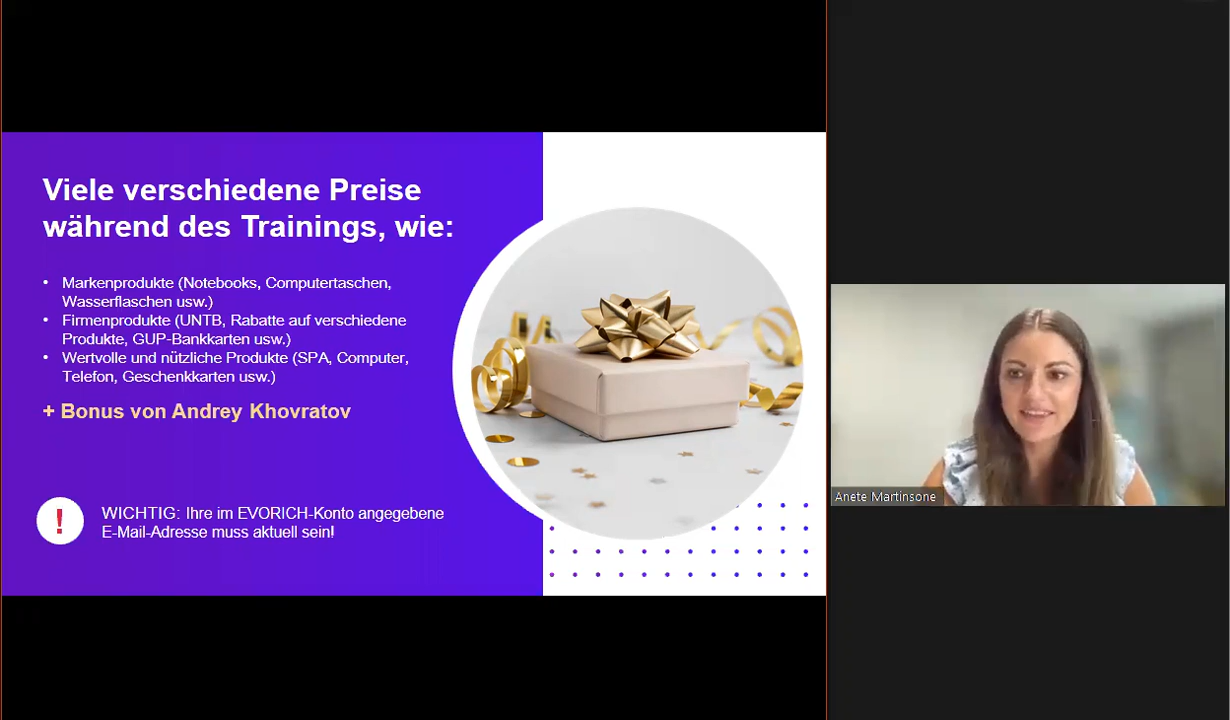 Viele verschiedene Preise
während des Trainings, wie:
• Markenprodukte (Notebooks, Computertaschen,
Wasserflaschen usw.)
• Firmenprodukte (UNTB, Rabatte auf verschiedene
Produkte, GUP-Bankkarten usw.)
• Wertvolle und nützliche Produkte (SPA, Computer,
Telefon, Geschenkkarten usw.)
+ Bonus von Andrey Khovratov
! WICHTIG: Ihre im EVORICH-Konto angegebene
E-Mail-Adresse muss aktuell sein!
Anete Martinsone